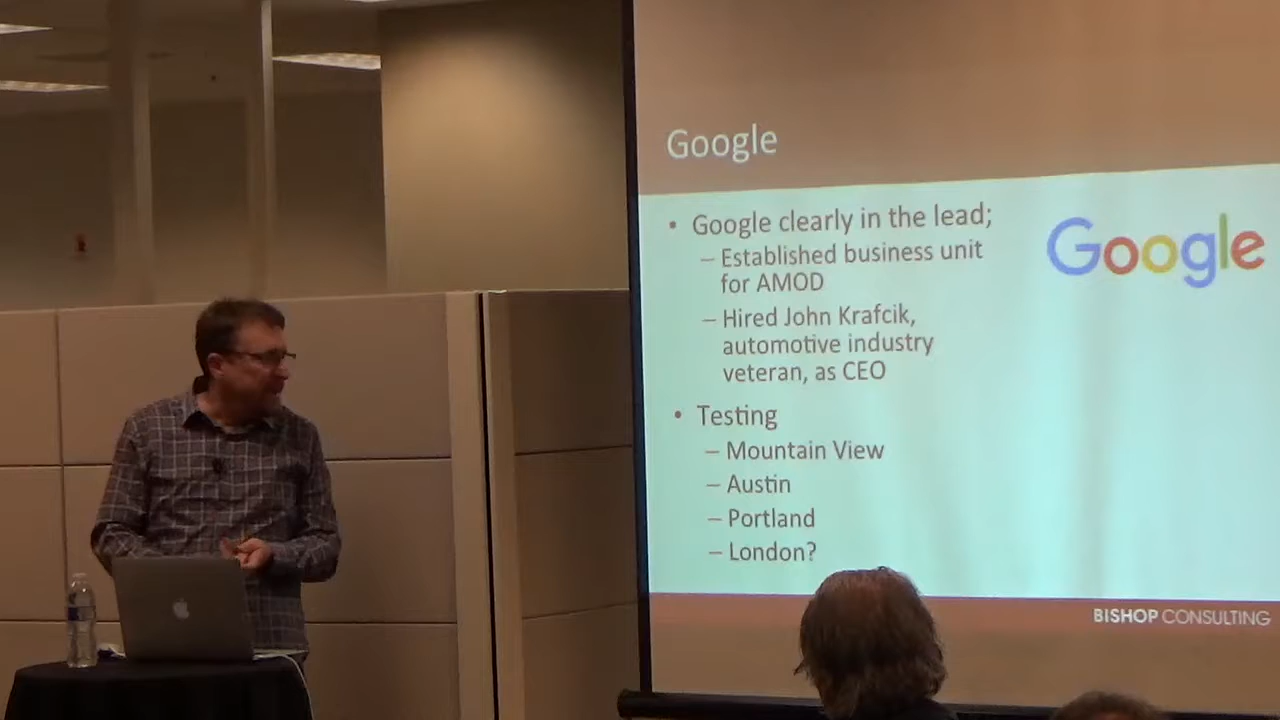 Google
• Google clearly in the lead;
– Established business unit
for AMOD
– Hired John Krafcik,
automotive industry
veteran, as CEO
• Testing
– Mountain View
– Austin
– Portland
– London?
Google
BISHOP CONSULTING